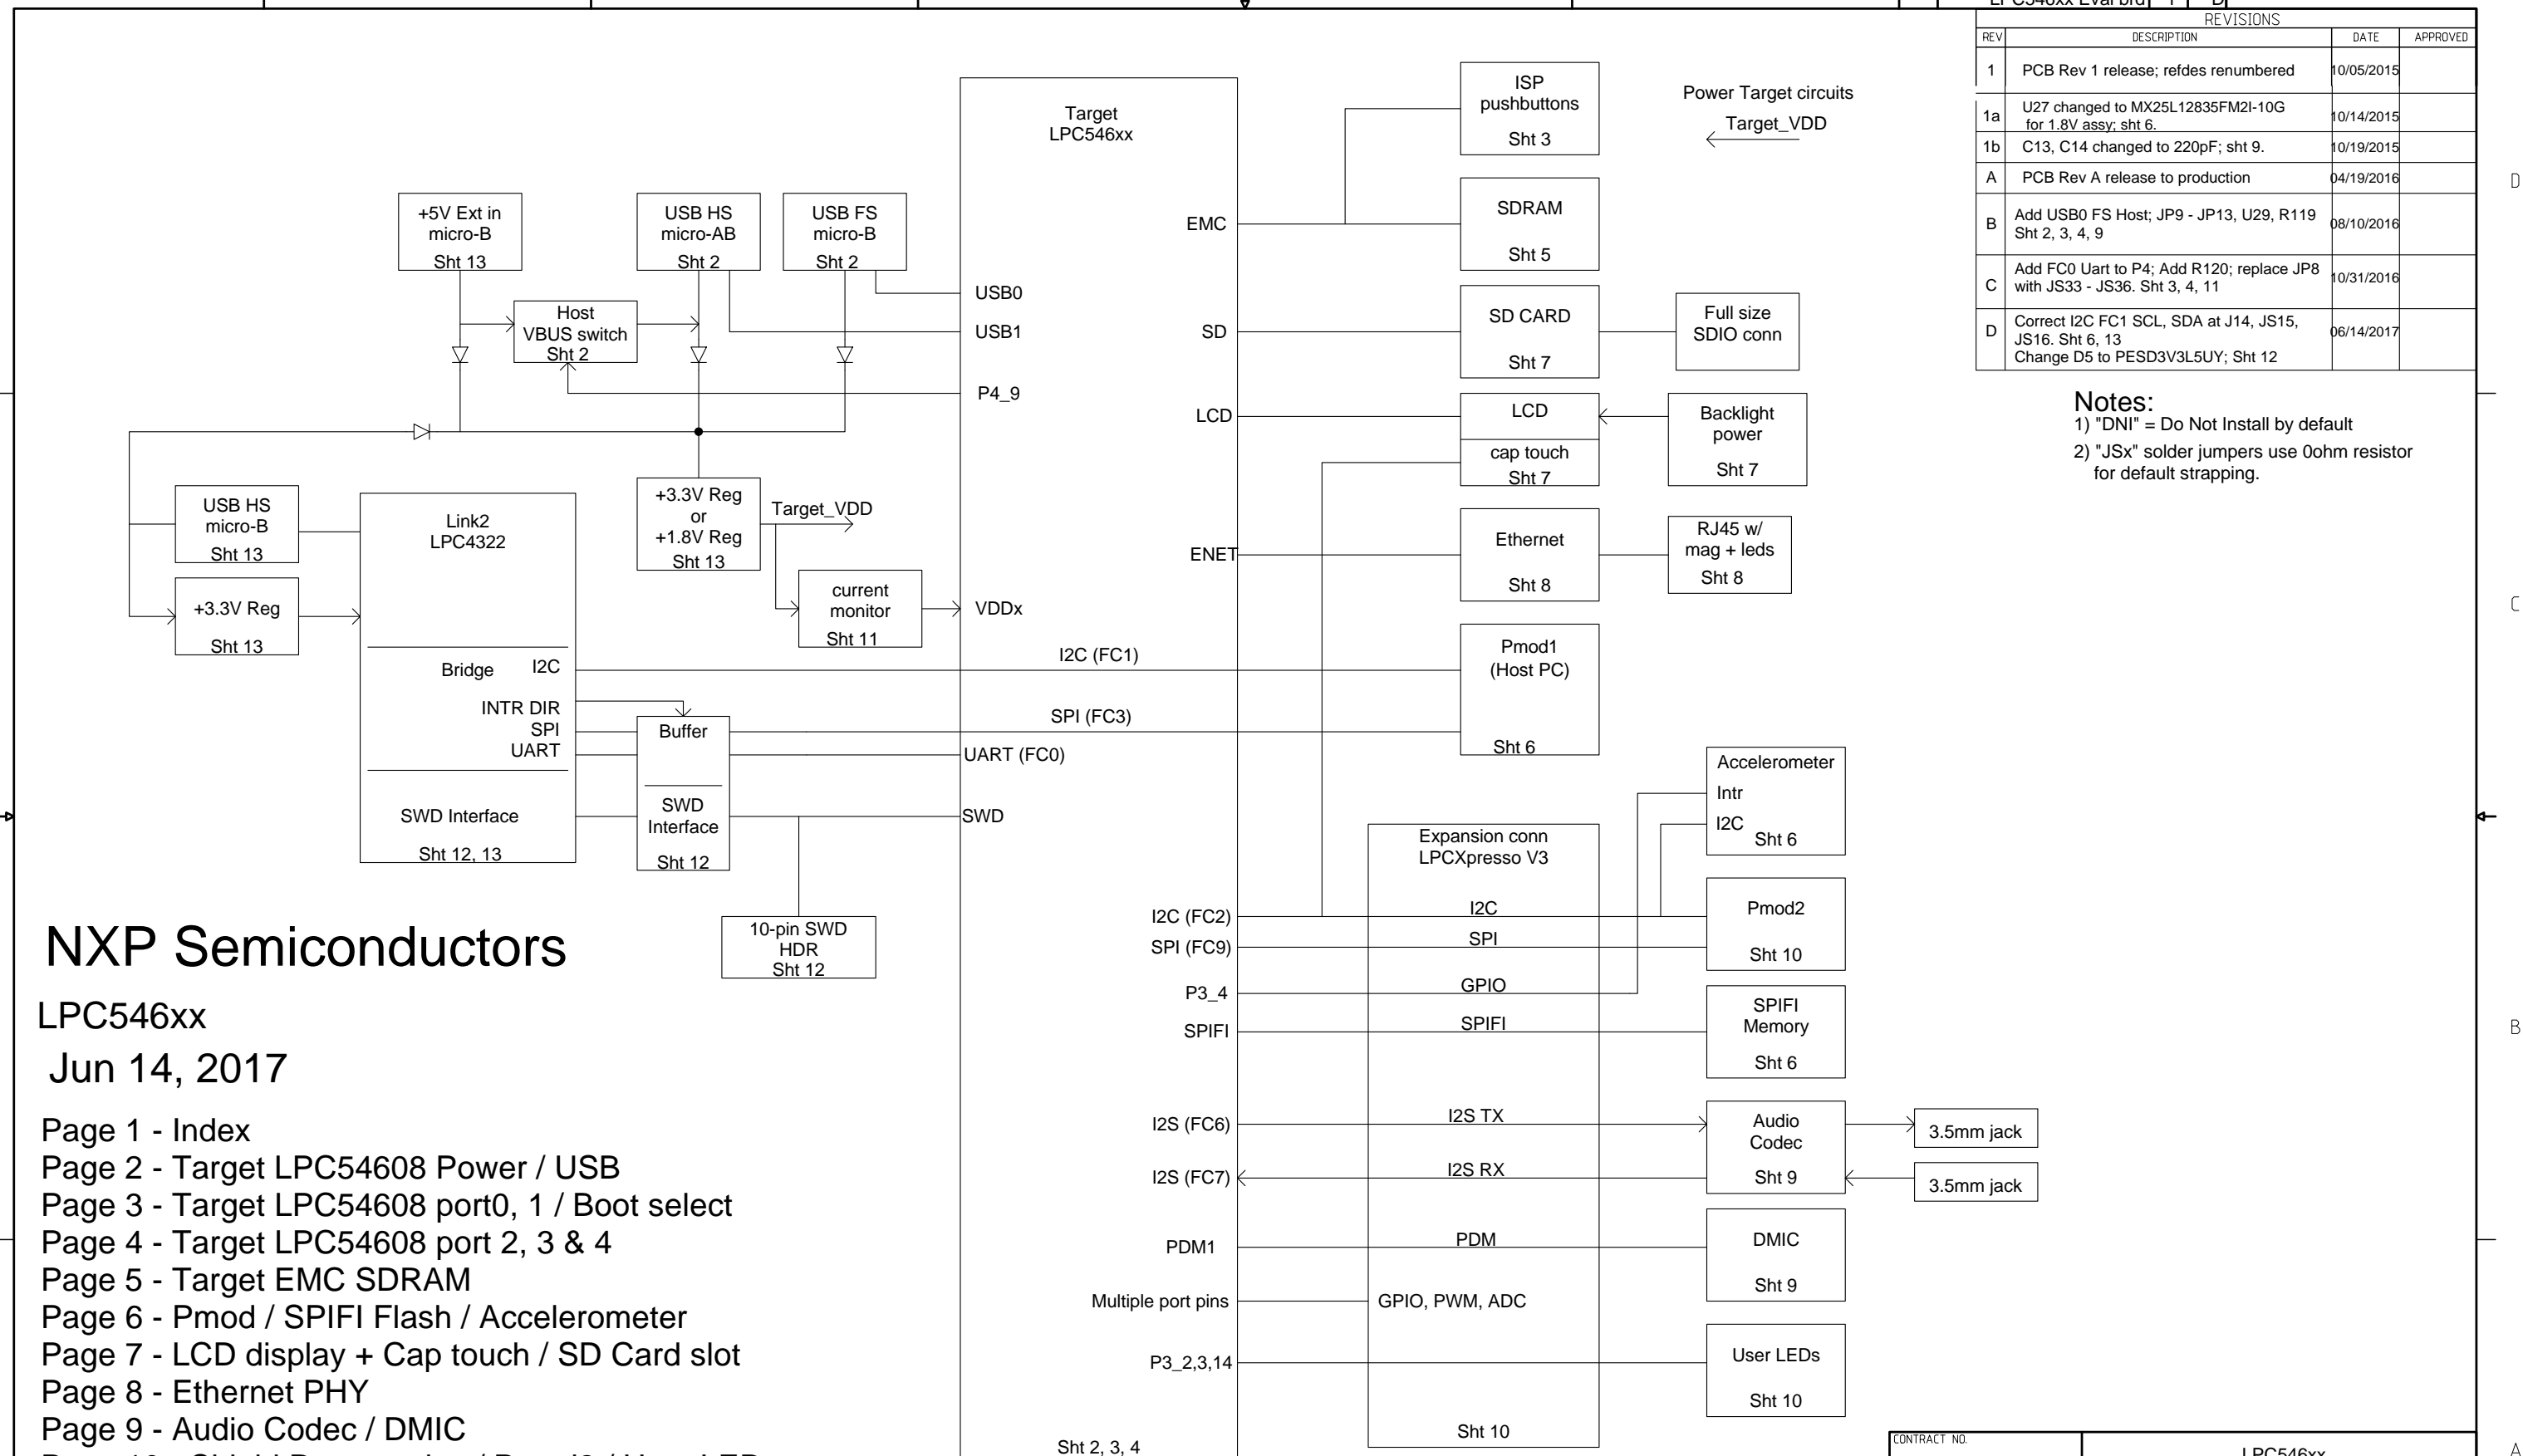 LPC546xx Eval brd 1 D
REVISIONS
REV DESCRIPTION DATE APPROVED
1 PCB Rev 1 release; refdes renumbered 10/05/2015
1a U27 changed to MX25L12835FM2I-10G
for 1.8V assy; sht 6. 10/14/2015
1b C13, C14 changed to 220pF; sht 9. 10/19/2015
A PCB Rev A release to production 04/19/2016
B Add USB0 FS Host; JP9 - JP13, U29, R119 08/10/2016
Sht 2, 3, 4, 9
C Add FC0 Uart to P4; Add R120; replace JP8 10/31/2016
with JS33 - JS36. Sht 3, 4, 11
D Correct I2C FC1 SCL, SDA at J14, JS15, 06/14/2017
JS16. Sht 6, 13
Change D5 to PESD3V3L5UY; Sht 12
Notes:
1) "DNI" = Do Not Install by default
2) "JSx" solder jumpers use 0ohm resistor
for default strapping.
Power Target circuits
Target_VDD
Target
LPC546xx
ISP
pushbuttons
Sht 3
EMC
SDRAM
Sht 5
SD
SD CARD
Sht 7
Full size
SDIO conn
LCD
LCD
cap touch
Sht 7
Backlight
power
Sht 7
ENET
Ethernet
Sht 8
RJ45 w/
mag + leds
Sht 8
+5V Ext in
micro-B
Sht 13
USB HS
micro-AB
Sht 2
USB FS
micro-B
Sht 2
Host
VBUS switch
Sht 2
USB0
USB1
P4_9
+3.3V Reg
or
+1.8V Reg
Sht 13
Target_VDD
current
monitor
Sht 11
VDDx
USB HS
micro-B
Sht 13
+3.3V Reg
Sht 13
Link2
LPC4322
Bridge I2C
INTR DIR
SPI
UART
SWD Interface
Sht 12, 13
Buffer
SWD
Interface
Sht 12
I2C (FC1)
SPI (FC3)
UART (FC0)
SWD
10-pin SWD
HDR
Sht 12
Pmod1
(Host PC)
Sht 6
Expansion conn
LPCXpresso V3
Accelerometer
Intr
I2C
Sht 6
I2C (FC2) I2C
SPI (FC9) SPI
Pmod2
Sht 10
P3_4 GPIO
SPIFI SPIFI
SPIFI
Memory
Sht 6
I2S (FC6) I2S TX
I2S (FC7) I2S RX
Audio
Codec
Sht 9
3.5mm jack
3.5mm jack
PDM1 PDM
DMIC
Sht 9
Multiple port pins GPIO, PWM, ADC
P3_2,3,14
User LEDs
Sht 10
Sht 10
Sht 2, 3, 4
NXP Semiconductors
LPC546xx
Jun 14, 2017
Page 1 - Index
Page 2 - Target LPC54608 Power / USB
Page 3 - Target LPC54608 port0, 1 / Boot select
Page 4 - Target LPC54608 port 2, 3 & 4
Page 5 - Target EMC SDRAM
Page 6 - Pmod / SPIFI Flash / Accelerometer
Page 7 - LCD display + Cap touch / SD Card slot
Page 8 - Ethernet PHY
Page 9 - Audio Codec / DMIC
CONTRACT NO.
LPC546xx
D
C
B
A